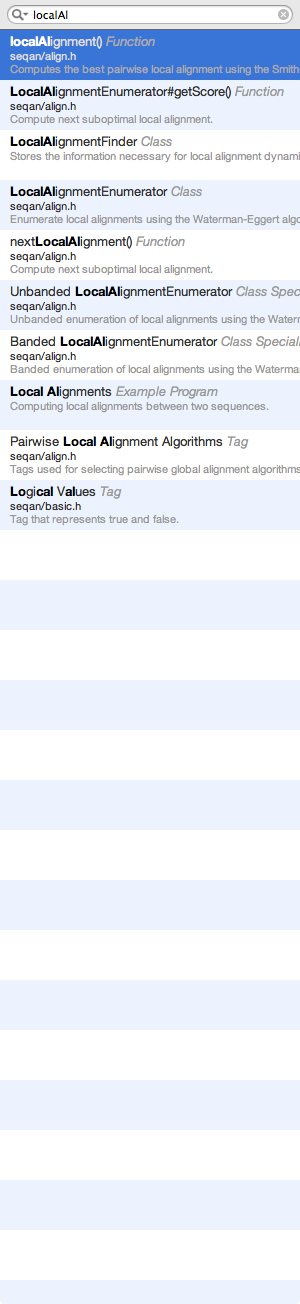 localAl
localAlignment() Function
seqan/align.h
Computes the best pairwise local alignment using the Smith
LocalAlignmentEnumerator#getScore() Function
seqan/align.h
Compute next suboptimal local alignment.
LocalAlignmentFinder Class
Stores the information necessary for local alignment dynami
LocalAlignmentEnumerator Class
seqan/align.h
Enumerate local alignments using the Waterman-Eggert algo
nextLocalAlignment() Function
seqan/align.h
Compute next suboptimal local alignment.
Unbanded LocalAlignmentEnumerator Class Spec
seqan/align.h
Unbanded enumeration of local alignments using the Watern
Banded LocalAlignmentEnumerator Class Speciali
seqan/align.h
Banded enumeration of local alignments using the Waterma
Local Alignments Example Program
Computing local alignments between two sequences.
Pairwise Local Alignment Algorithms Tag
seqan/align.h
Tags used for selecting pairwise global alignment algorithms
Logical Values Tag
seqan/basic.h
Tag that represents true and false.